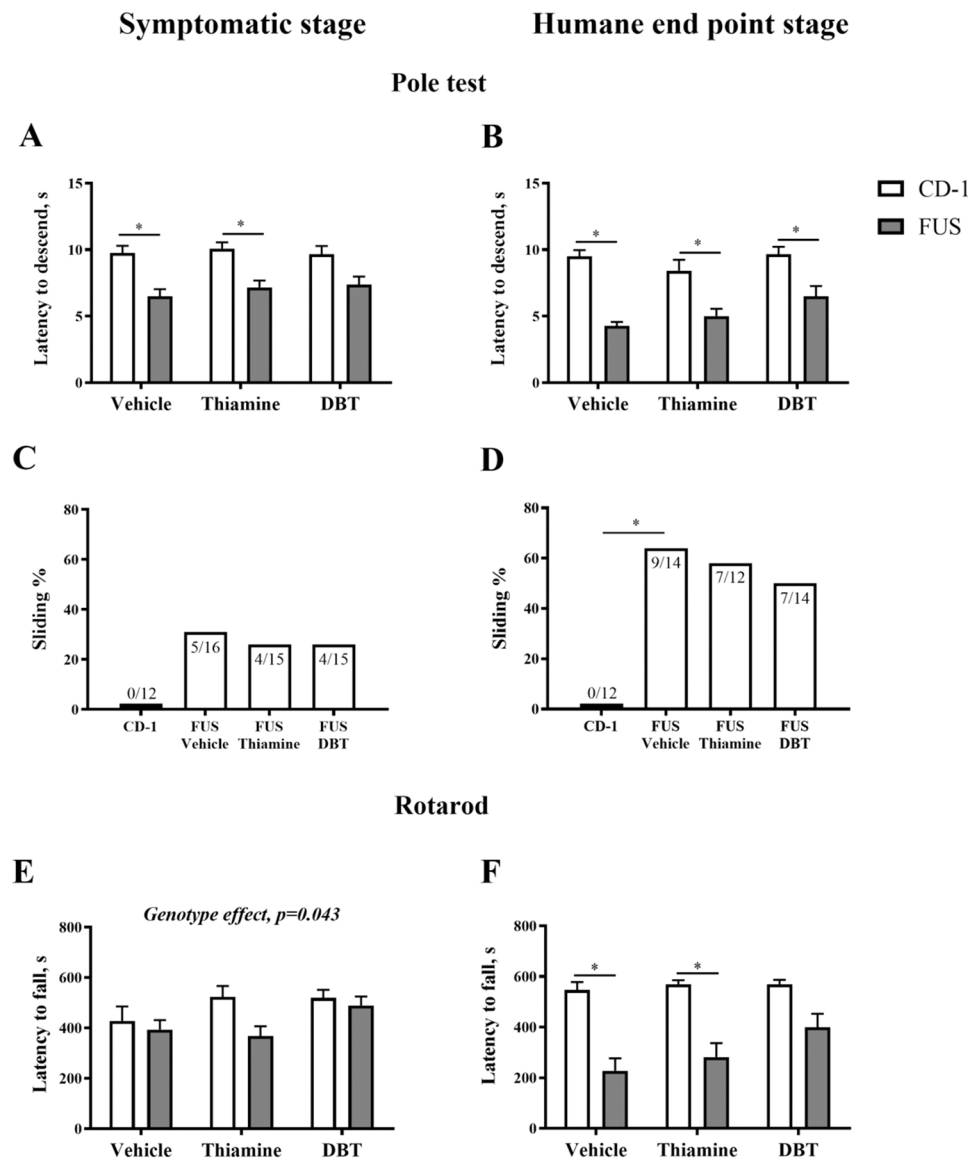 Symptomatic stage
Humane end point stage
Pole test
A
Latency to descend, s
15
10
5
0
*
*
Vehicle
Thiamine
DBT
B
Latency to descend, s
15
10
5
0
*
*
*
Vehicle
Thiamine
DBT
CD-1
FUS
C
Sliding %
80
60
40
20
0
0/12
5/16
4/15
4/15
CD-1
FUS
Vehicle
FUS
Thiamine
FUS
DBT
D
Sliding %
80
60
40
20
0
*
0/12
9/14
7/12
7/14
CD-1
FUS
Vehicle
FUS
Thiamine
FUS
DBT
Rotarod
E
Genotype effect, p=0.043
Latency to fall, s
800
600
400
200
0
Vehicle
Thiamine
DBT
F
Latency to fall, s
800
600
400
200
0
*
*
Vehicle
Thiamine
DBT